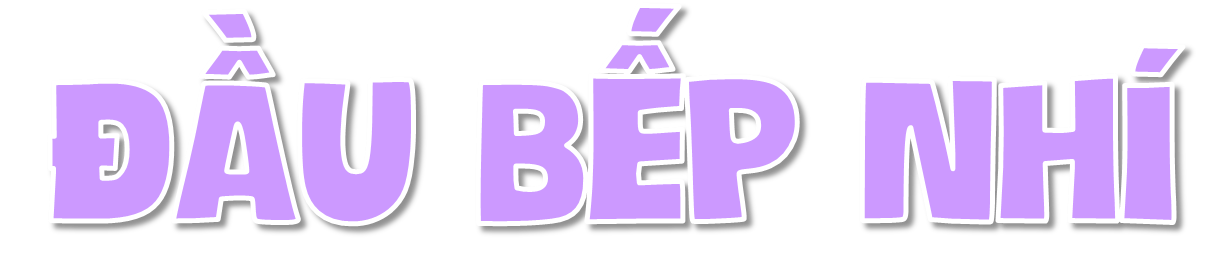 ĐẦU BẾP NHÍ